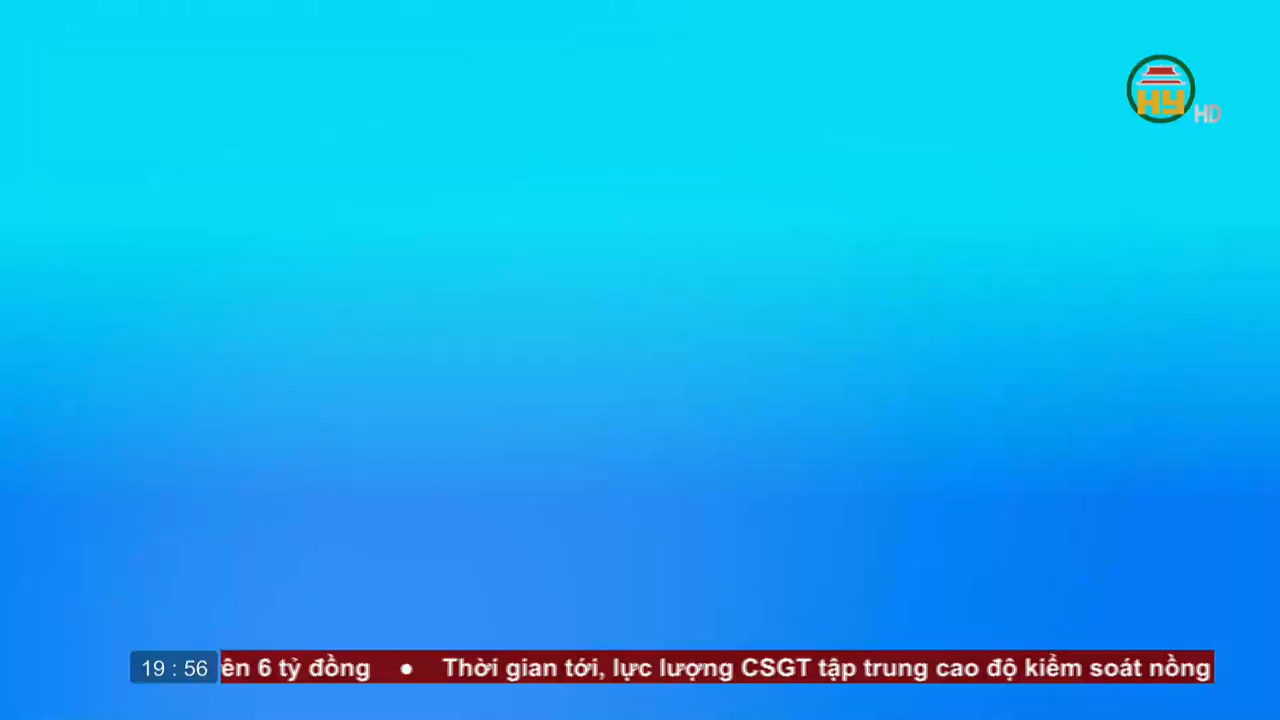 HY
HD
19 : 56
ên 6 tỷ đồng • Thời gian tới, lực lượng CSGT tập trung cao độ kiểm soát nồng